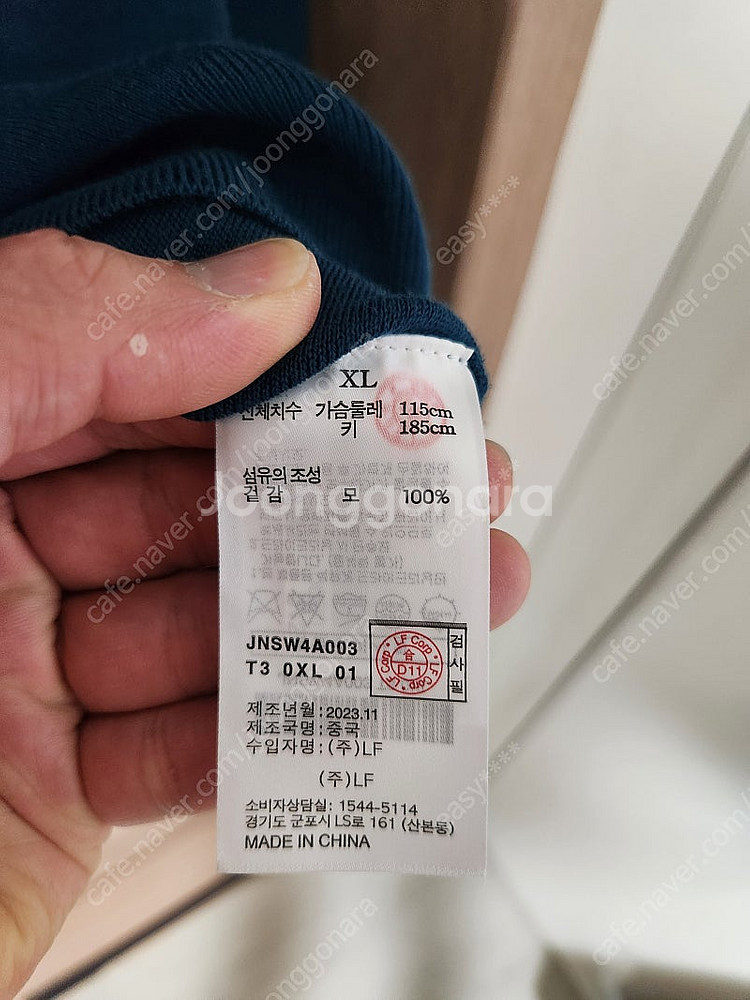 XL
신체치수 가슴둘레 115cm
키 185cm
섬유의 조성
겉감 모 100%
Joonggonara
JNSW4A003
T3 0XL 01
LF Corp
합
D11
검사필
제조년월 : 2023.11
제조국명 : 중국
수입자명 : (주)LF
(주)LF
소비자상담실: 1544-5114
경기도 군포시 LS로 161 (산본동)
MADE IN CHINA
cafe.naver.com/joonggonara
easy****